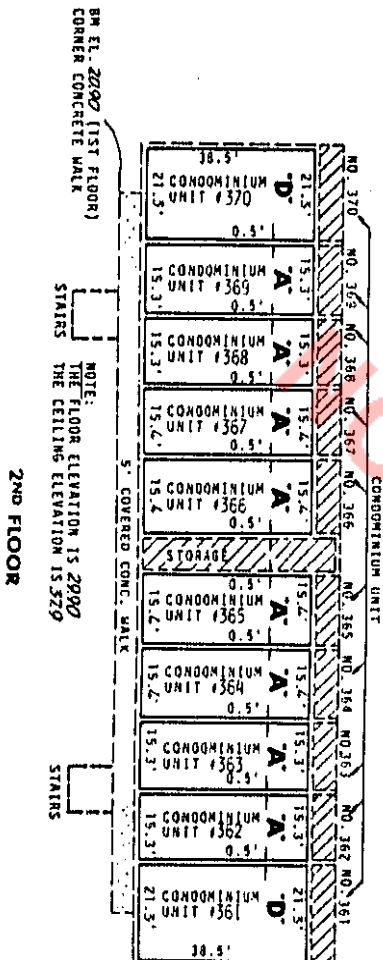 CONDOMINIUM UNIT
NO. 370
NO. 369
NO. 368
NO. 367
NO. 366
NO. 365
NO. 364
NO. 363
NO. 362
NO. 361
38.5'
21.5'
CONDOMINIUM
UNIT #370
"D"
21.5'
0.5'
15.3'
CONDOMINIUM
UNIT #369
"A"
15.3'
0.5'
15.3'
CONDOMINIUM
UNIT #368
"A"
15.3'
0.5'
15.4'
CONDOMINIUM
UNIT #367
"A"
15.4'
0.5'
15.4'
CONDOMINIUM
UNIT #366
"A"
15.4'
STORAGE
0.5'
15.4'
CONDOMINIUM
UNIT #365
"A"
15.4'
0.5'
15.4'
CONDOMINIUM
UNIT #364
"A"
15.4'
0.5'
15.3'
CONDOMINIUM
UNIT #363
"A"
15.3'
0.5'
15.3'
CONDOMINIUM
UNIT #362
"A"
15.3'
0.5'
21.5'
CONDOMINIUM
UNIT #361
"D"
21.5'
38.5'
5' COVERED CONC. WALK
BM EL.- 20.90 (1ST FLOOR)
CORNER CONCRETE WALK
STAIRS
STAIRS
NOTE:
THE FLOOR ELEVATION IS 29.90
THE CEILING ELEVATION IS
2ND FLOOR